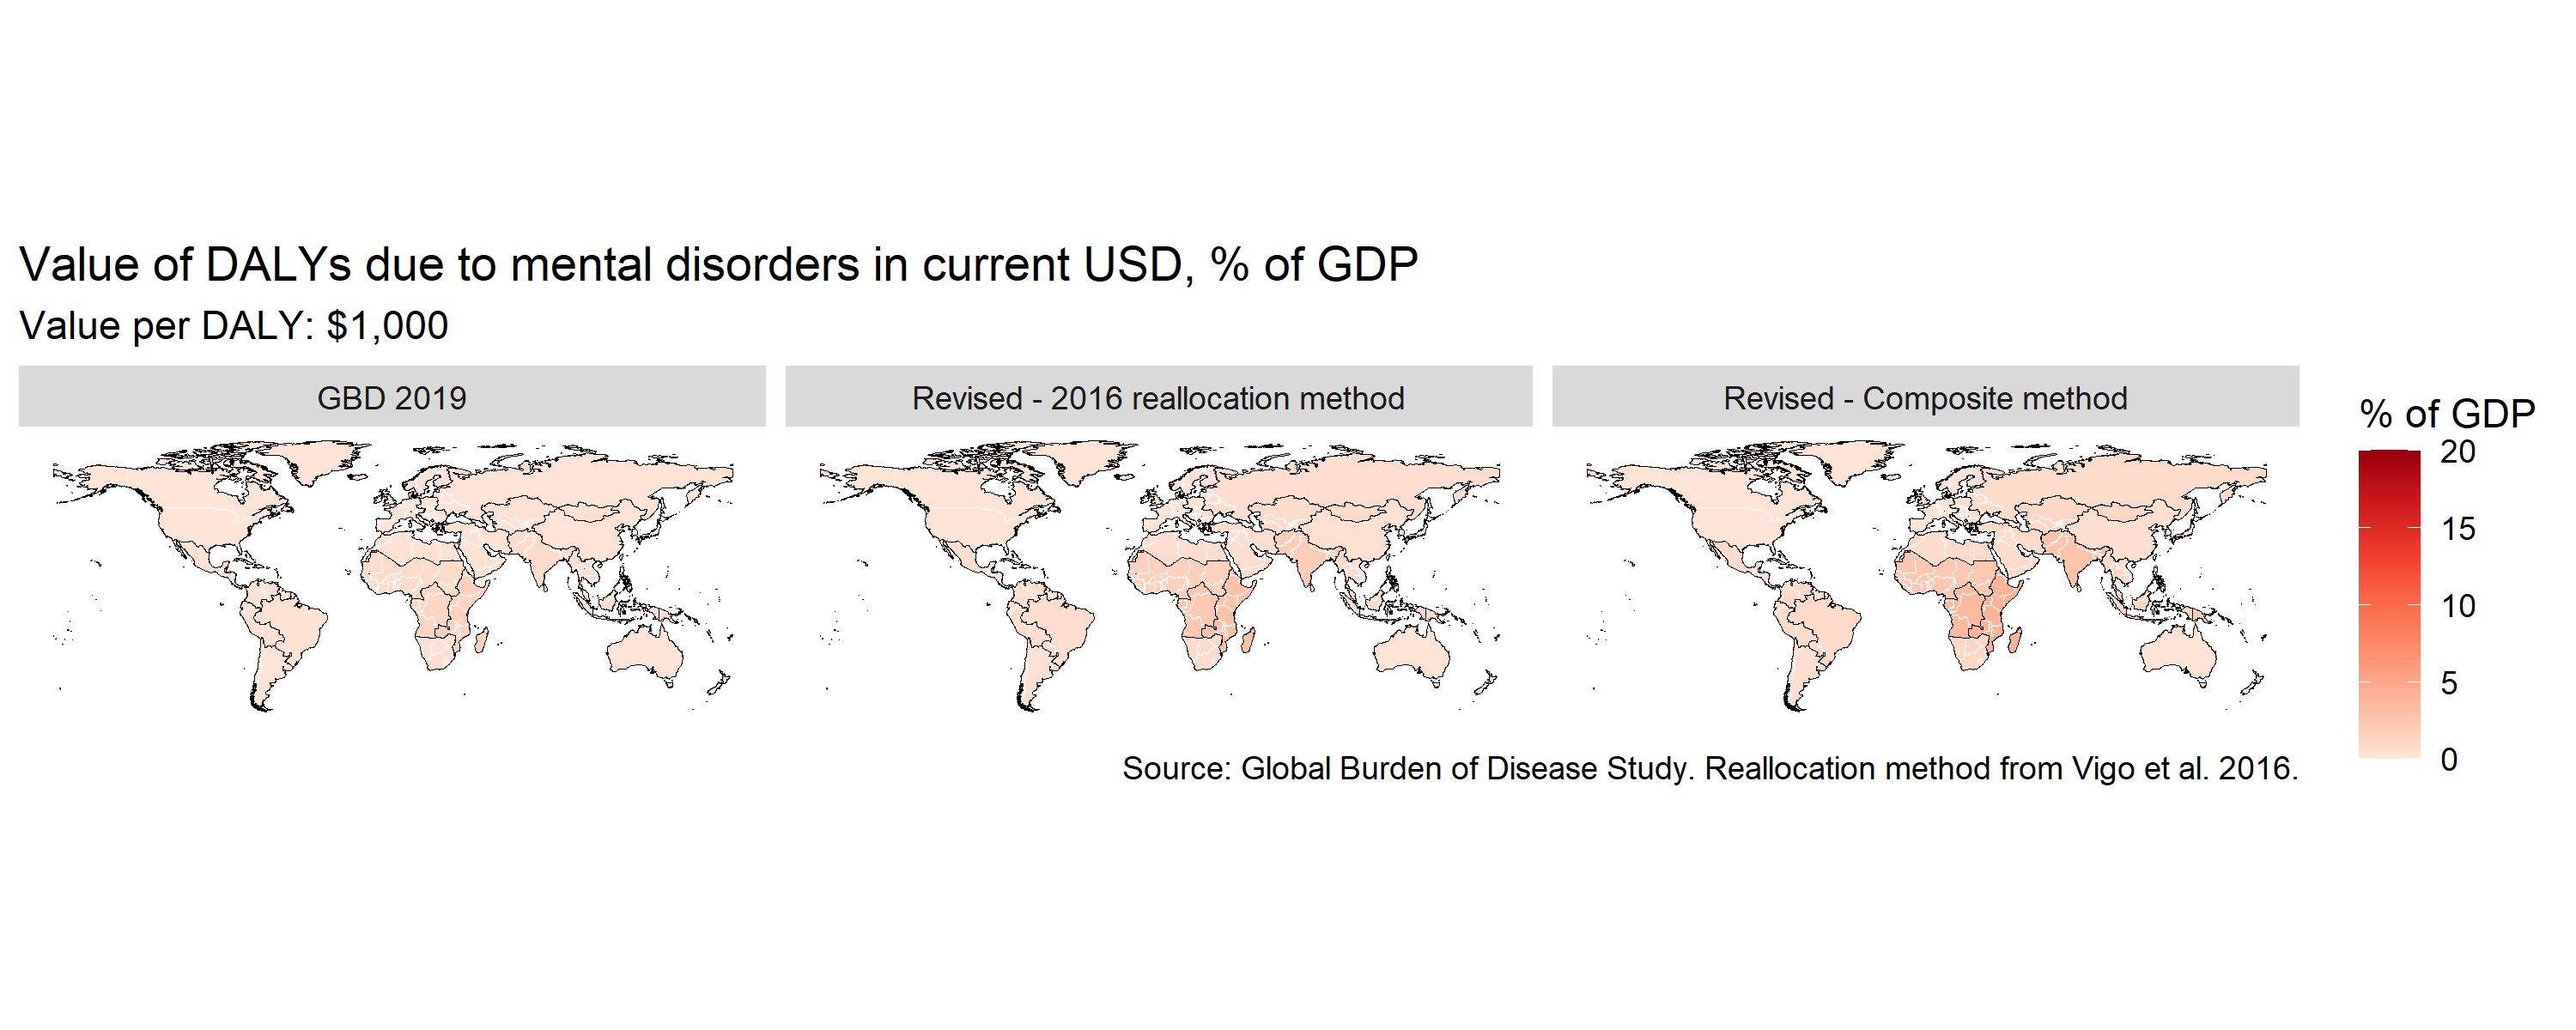 Value of DALYs due to mental disorders in current USD, % of GDP
Value per DALY: $1,000
GBD 2019
Revised - 2016 reallocation method
Revised - Composite method
% of GDP
20
15
10
5
0
Source: Global Burden of Disease Study. Reallocation method from Vigo et al. 2016.